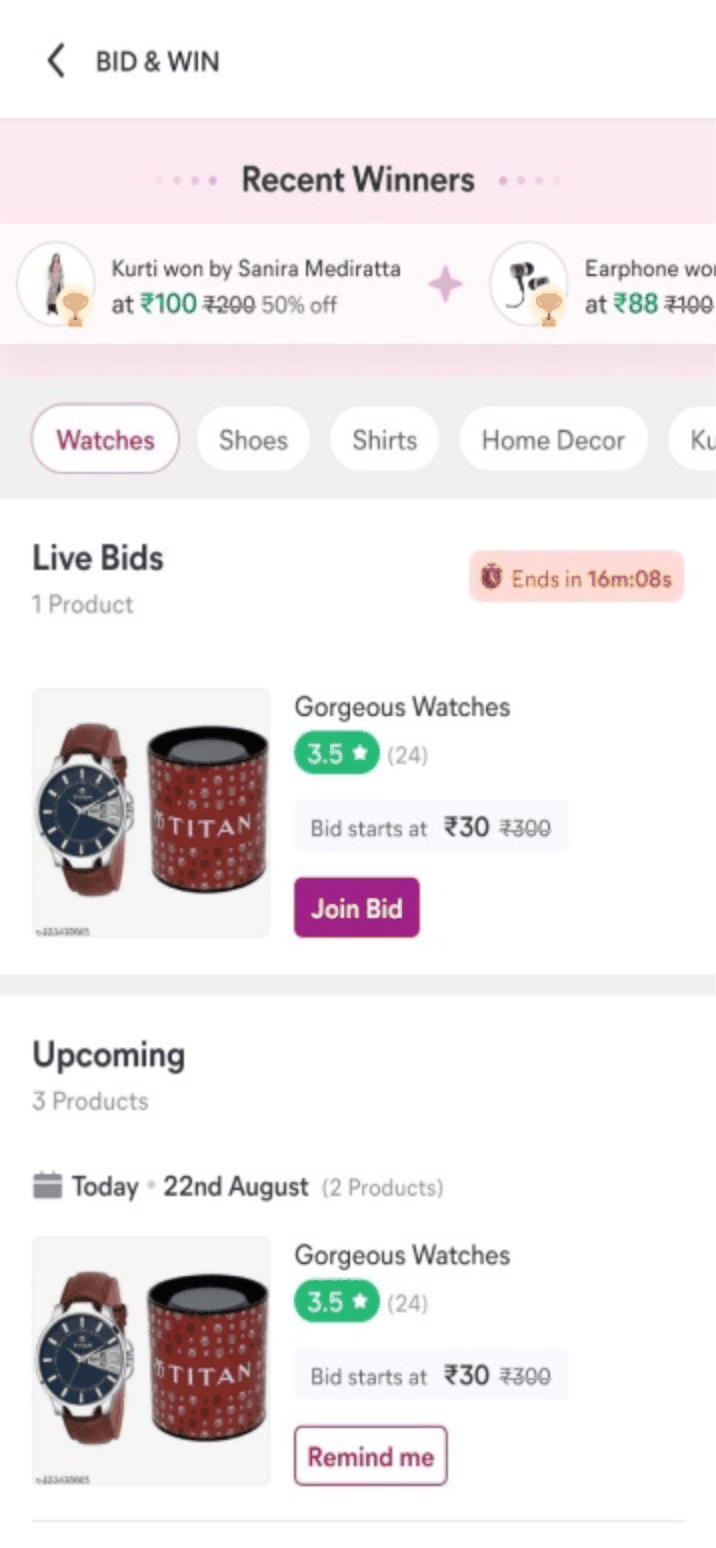 BID & WIN
Recent Winners
Kurti won by Sanira Mediratta
at ₹100 ₹200 50% off
Earphone
at ₹88 ₹100
Watches
Shoes
Shirts
Home Decor
Live Bids
Ends in 16m:08s
1 Product
Gorgeous Watches
3.5 ★ (24)
TITAN
Bid starts at ₹30 ₹300
Join Bid
Upcoming
3 Products
Today • 22nd August (2 Products)
Gorgeous Watches
3.5 ★ (24)
TITAN
Bid starts at ₹30 ₹300
Remind me